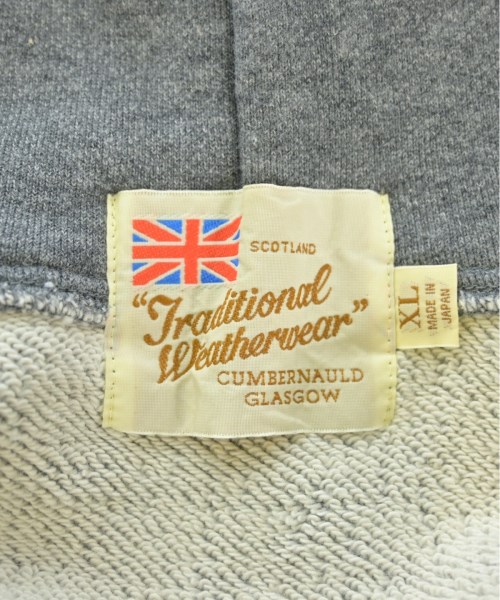 SCOTLAND
"Traditional
Weatherwear"
CUMBERNAULD
GLASGOW
XL
MADE IN
JAPAN